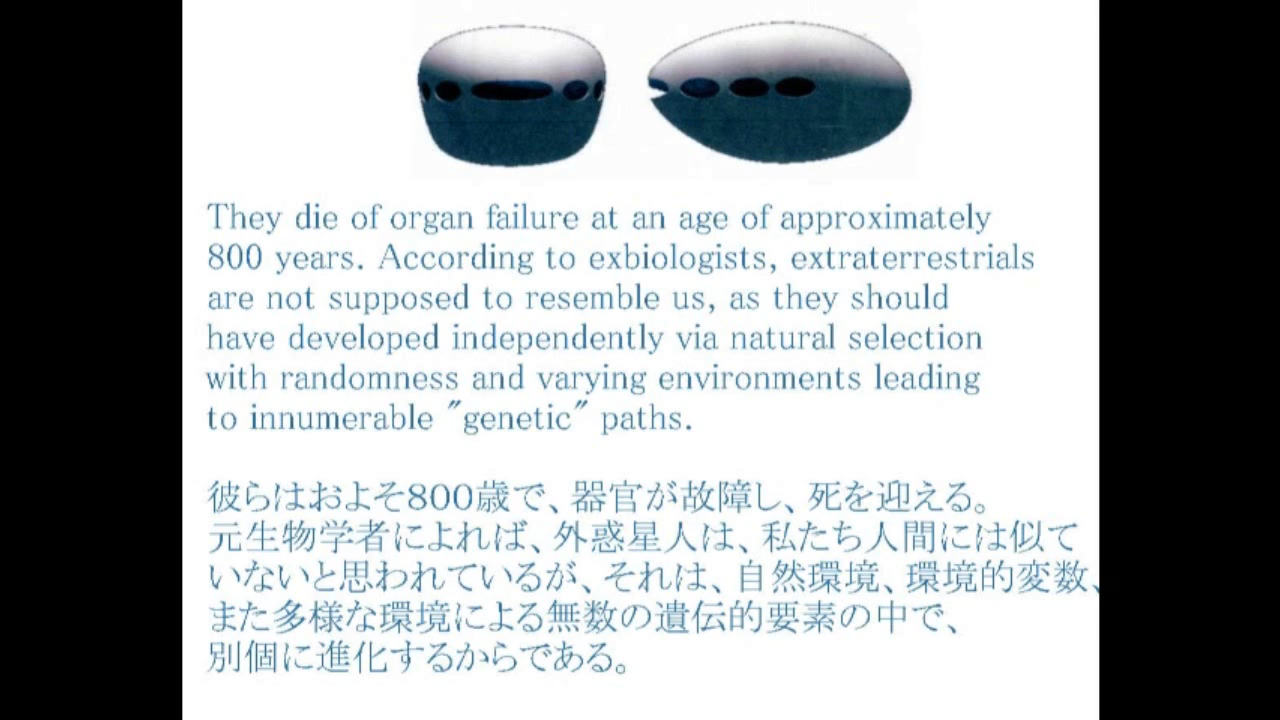 They die of organ failure at an age of approximately
800 years. According to exbiologists, extraterrestrials
are not supposed to resemble us, as they should
have developed independently via natural selection
with randomness and varying environments leading
to innumerable "genetic" paths.
彼らはおよそ800歳で、器官が故障し、死を迎える。
元生物学者によれば、外惑星人は、私たち人間には似て
いないと思われているが、それは、自然環境、環境的変数、
また多様な環境による無数の遺伝的要素の中で、
別個に進化するからである。